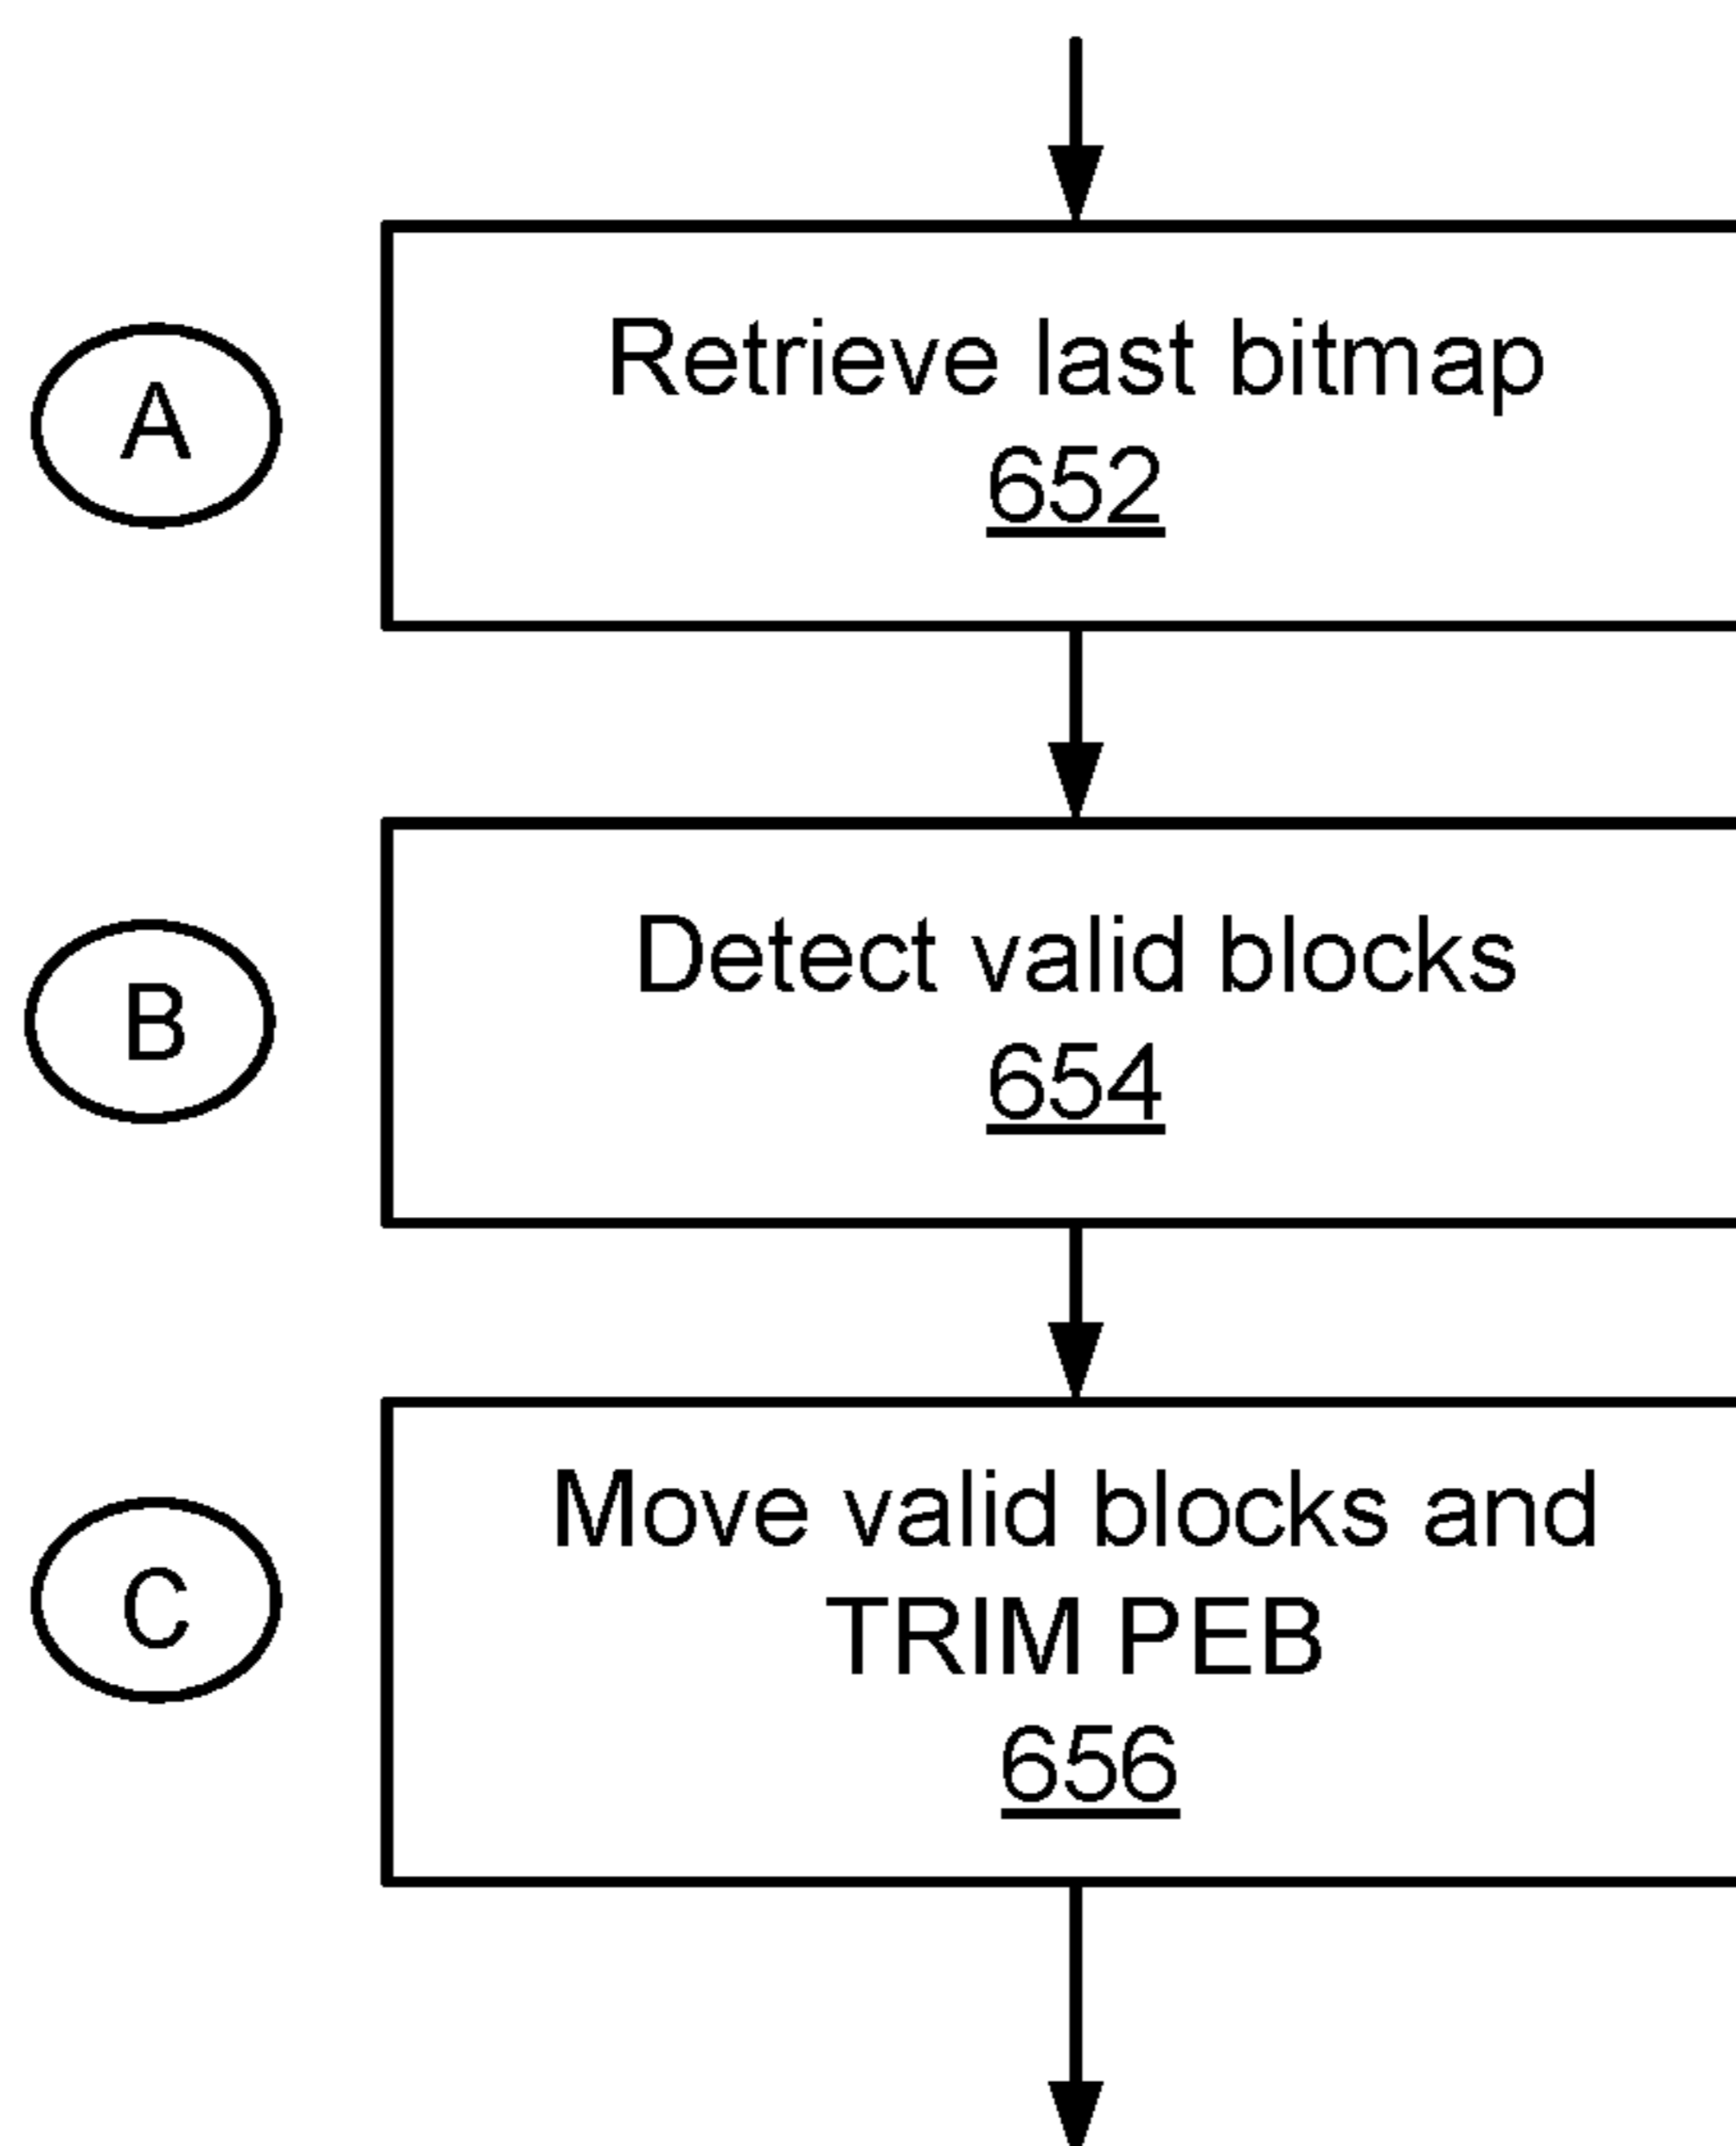 A
Retrieve last bitmap
652
B
Detect valid blocks
654
C
Move valid blocks and
TRIM PEB
656